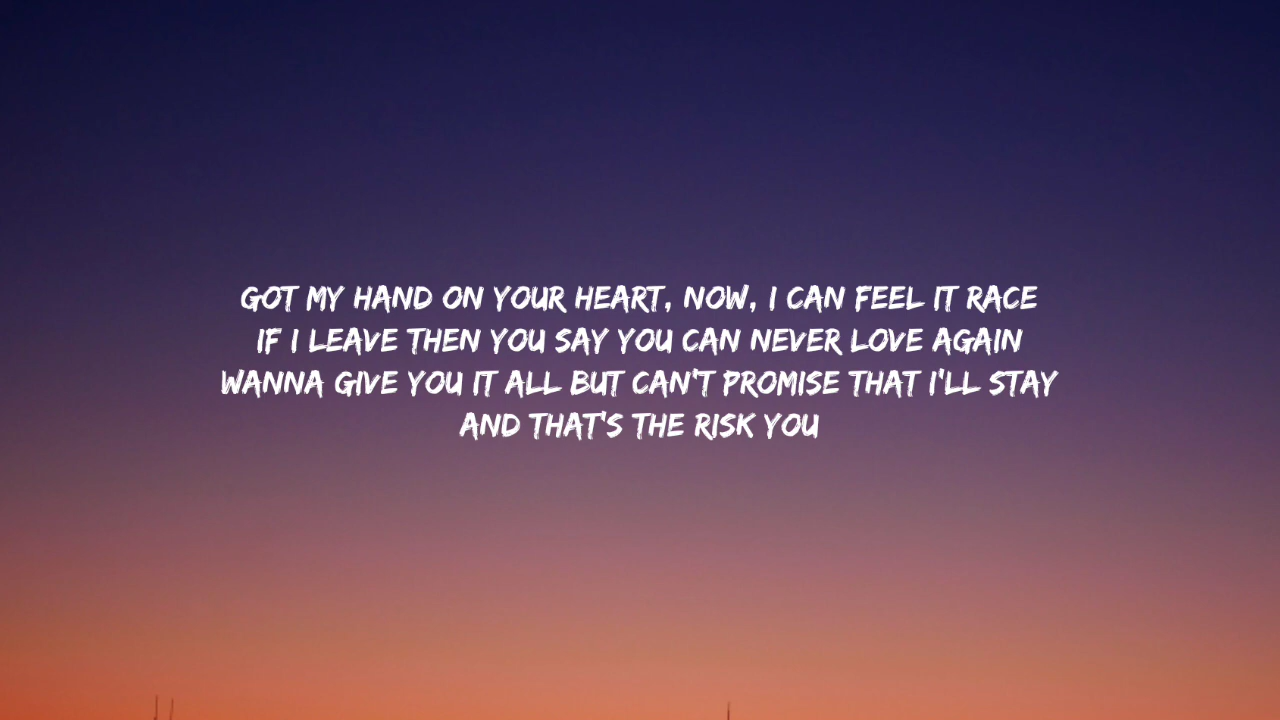 GOT MY HAND ON YOUR HEART, NOW, I CAN FEEL IT RACE
IF I LEAVE THEN YOU SAY YOU CAN NEVER LOVE AGAIN
WANNA GIVE YOU IT ALL BUT CAN'T PROMISE THAT I'LL STAY
AND THAT'S THE RISK YOU